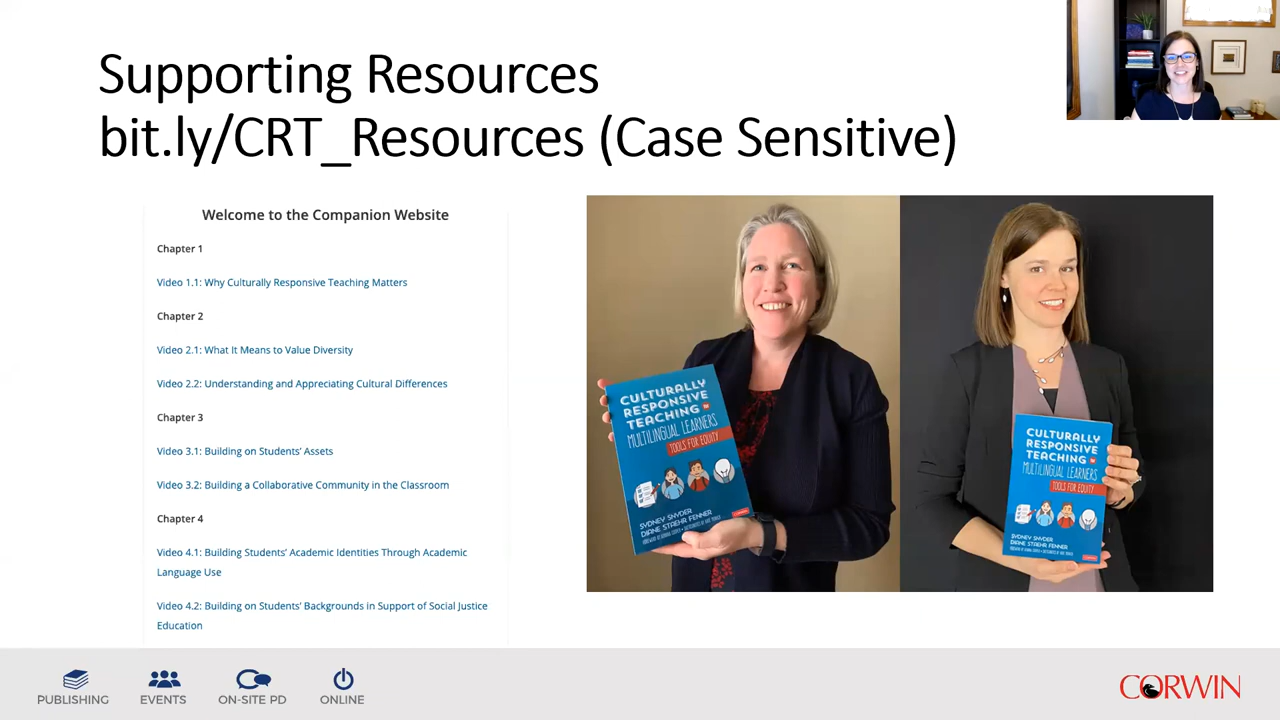 Supporting Resources
bit.ly/CRT_Resources (Case Sensitive)
Welcome to the Companion Website
Chapter 1
Video 1.1: Why Culturally Responsive Teaching Matters
Chapter 2
Video 2.1: What It Means to Value Diversity
Video 2.2: Understanding and Appreciating Cultural Differences
Chapter 3
Video 3.1: Building on Students’ Assets
Video 3.2: Building a Collaborative Community in the Classroom
Chapter 4
Video 4.1: Building Students’ Academic Identities Through Academic
Language Use
Video 4.2: Building on Students’ Backgrounds in Support of Social Justice
Education
CULTURALLY
RESPONSIVE
TEACHING
MULTILINGUAL LEARNERS
TOOLS FOR EQUITY
SYDNEY SNYDER
DIANE STAEHR FENNER
CULTURALLY
RESPONSIVE
TEACHING
MULTILINGUAL LEARNERS
TOOLS FOR EQUITY
SYDNEY SNYDER
DIANE STAEHR FENNER
PUBLISHING
EVENTS
ON-SITE PD
ONLINE
CORWIN